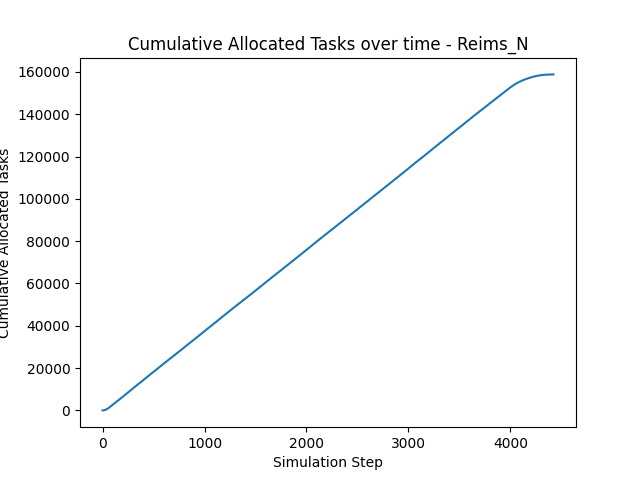 Cumulative Allocated Tasks over time - Reims_N
160000
140000
120000
100000
80000
60000
40000
20000
0
Cumulative Allocated Tasks
0 1000 2000 3000 4000
Simulation Step